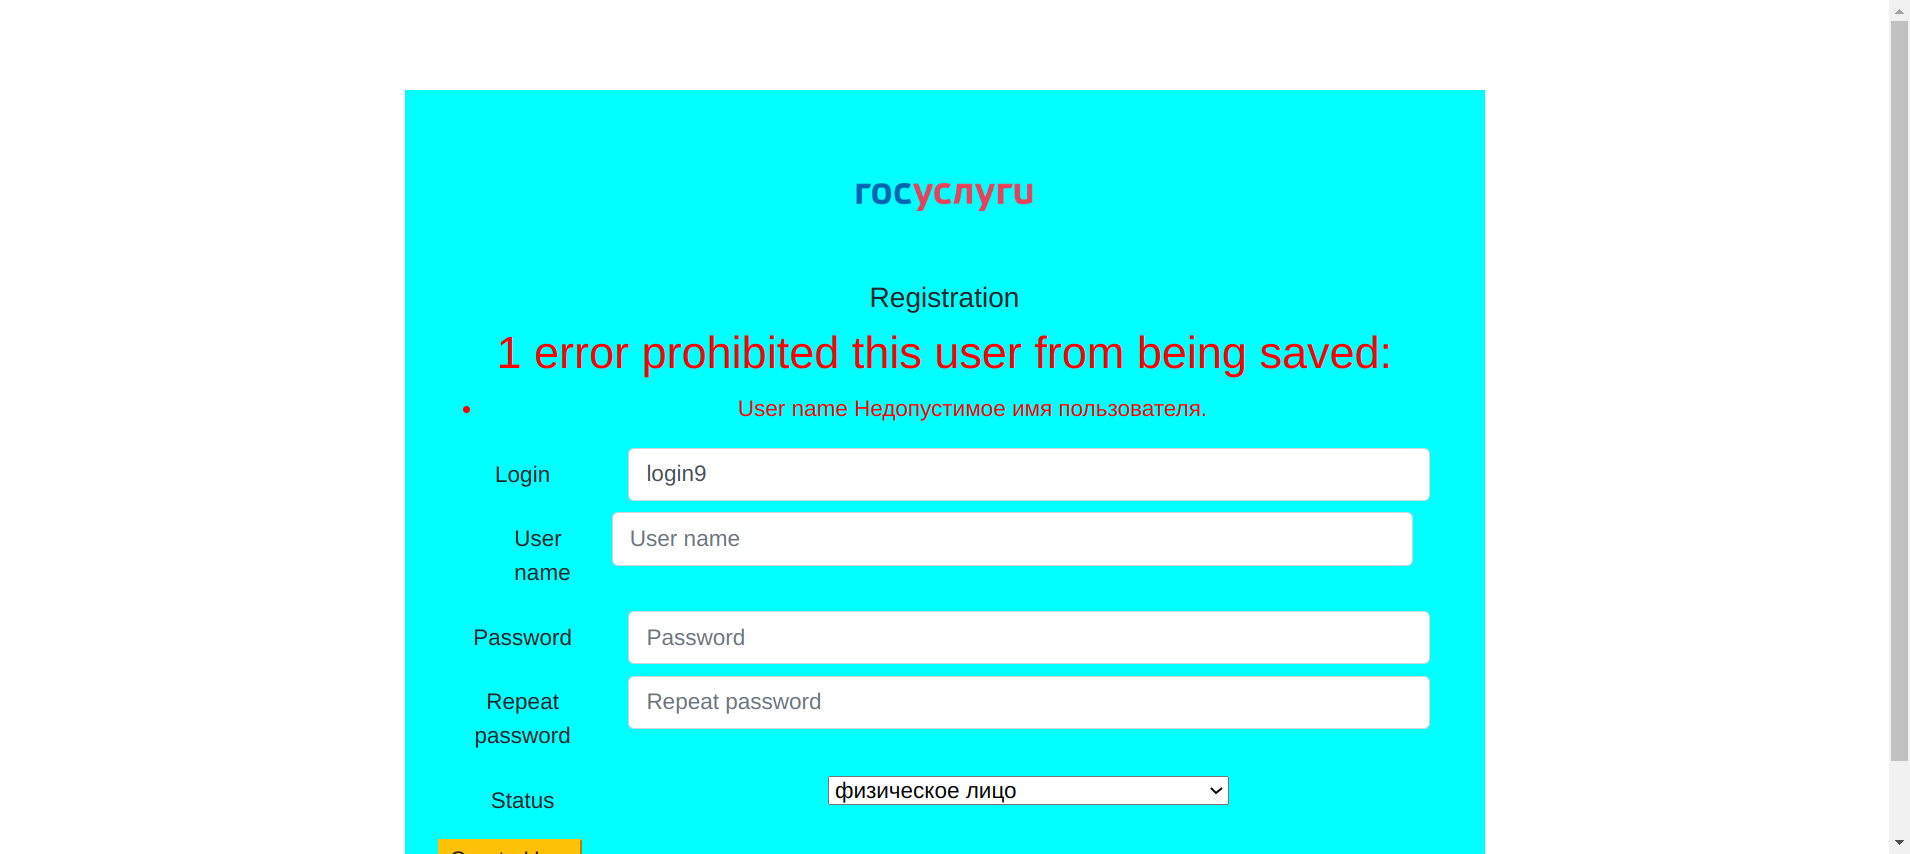 госуслуги
Registration
1 error prohibited this user from being saved:
User name Недопустимое имя пользователя.
Login
login9
User
name
User name
Password
Password
Repeat
password
Repeat password
Status
физическое лицо